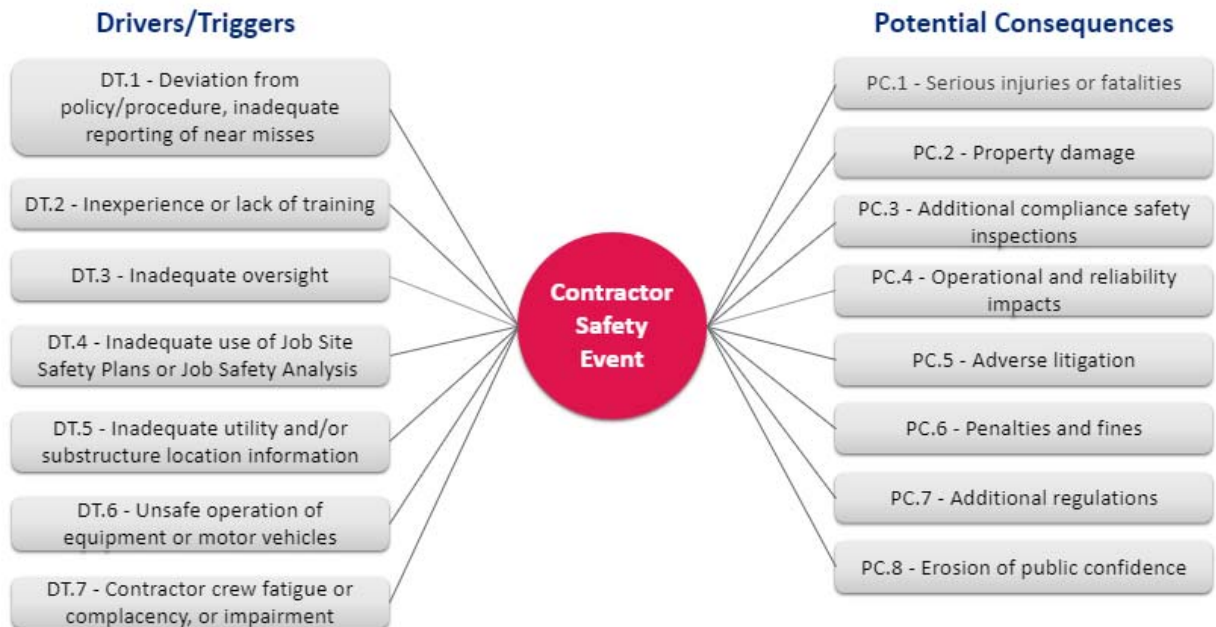 Drivers/Triggers
DT.1 - Deviation from
policy/procedure, inadequate
reporting of near misses
DT.2 - Inexperience or lack of training
DT.3 - Inadequate oversight
DT.4 - Inadequate use of Job Site
Safety Plans or Job Safety Analysis
DT.5 - Inadequate utility and/or
substructure location information
DT.6 - Unsafe operation of
equipment or motor vehicles
DT.7 - Contractor crew fatigue or
complacency, or impairment
Contractor
Safety
Event
Potential Consequences
PC.1 - Serious injuries or fatalities
PC.2 - Property damage
PC.3 - Additional compliance safety
inspections
PC.4 - Operational and reliability
impacts
PC.5 - Adverse litigation
PC.6 - Penalties and fines
PC.7 - Additional regulations
PC.8 - Erosion of public confidence